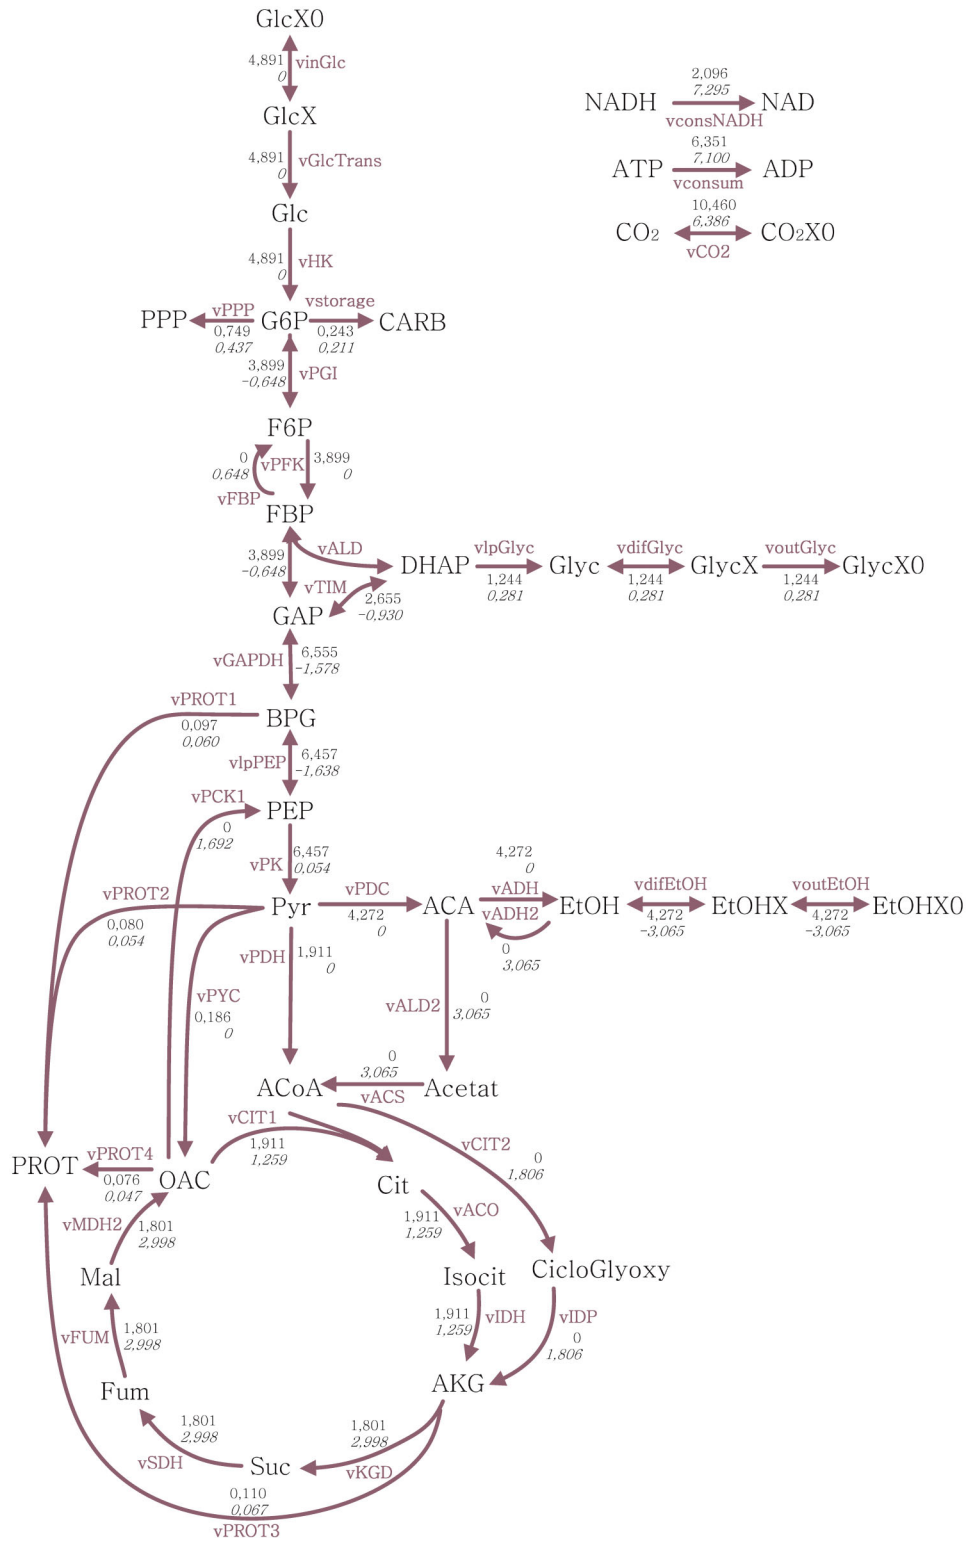 GlcX0
4,891
0
vinGlc
GlcX
4,891
0
vGlcTrans
Glc
4,891
0
vHK
NADH
2,096
7,295
vconsNADH
NAD
ATP
6,351
7,100
vconsum
ADP
CO2
10,460
6,386
vCO2
CO2X0
PPP
vPPP
0,749
0,437
G6P
vstorage
0,243
0,211
CARB
3,899
-0,648
vPGI
F6P
0
0,648
vFBP
vPFK
3,899
0
FBP
3,899
-0,648
vALD
vTIM
2,655
-0,930
DHAP
vlpGlyc
1,244
0,281
Glyc
vdifGlyc
1,244
0,281
GlycX
voutGlyc
1,244
0,281
GlycX0
GAP
vGAPDH
6,555
-1,578
vPROT1
0,097
0,060
BPG
vlpPEP
6,457
-1,638
vPCK1
0
1,692
PEP
vPK
6,457
0,054
vPROT2
0,080
0,054
Pyr
vPDC
4,272
0
ACA
4,272
0
vADH
vADH2
0
3,065
EtOH
vdifEtOH
4,272
-3,065
EtOHX
voutEtOH
4,272
-3,065
EtOHX0
vPYC
0,186
0
vPDH
1,911
0
vALD2
0
3,065
ACoA
0
3,065
vACS
Acetat
vCIT1
1,911
1,259
vCIT2
0
1,806
PROT
vPROT4
0,076
0,047
OAC
Cit
vACO
1,911
1,259
vMDH2
1,801
2,998
Mal
Isocit
CicloGlyoxy
1,911
1,259
vIDH
vIDP
0
1,806
vFUM
1,801
2,998
Fum
AKG
1,801
2,998
vSDH
Suc
1,801
2,998
vKGD
0,110
0,067
vPROT3